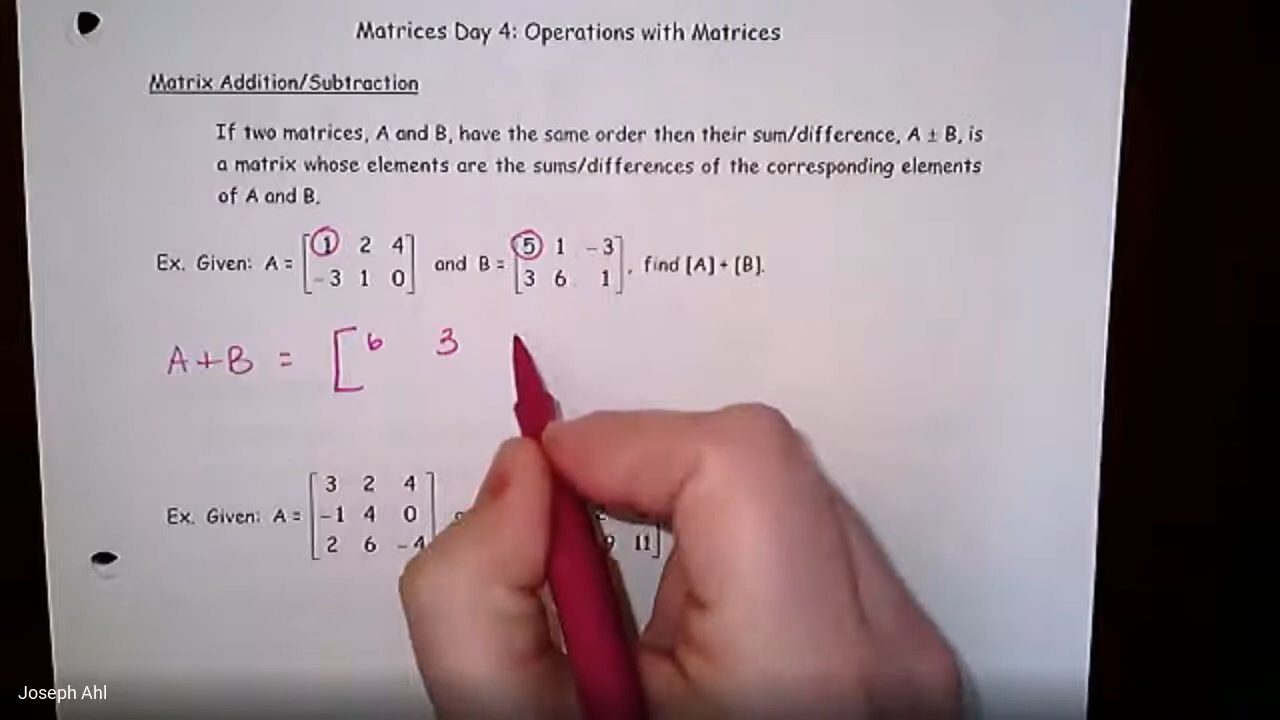 Matrices Day 4: Operations with Matrices
Matrix Addition/Subtraction
If two matrices, A and B, have the same order then their sum/difference, A ± B, is
a matrix whose elements are the sums/differences of the corresponding elements
of A and B.
Ex. Given: A = [1 2 4 and B = [5 1 -3, find [A] + [B].
-3 1 0] 3 6 1]
A+B = [6 3
Ex. Given: A = [3 2 4
-1 4 0
2 6 -4 9 11]
Joseph Ahl